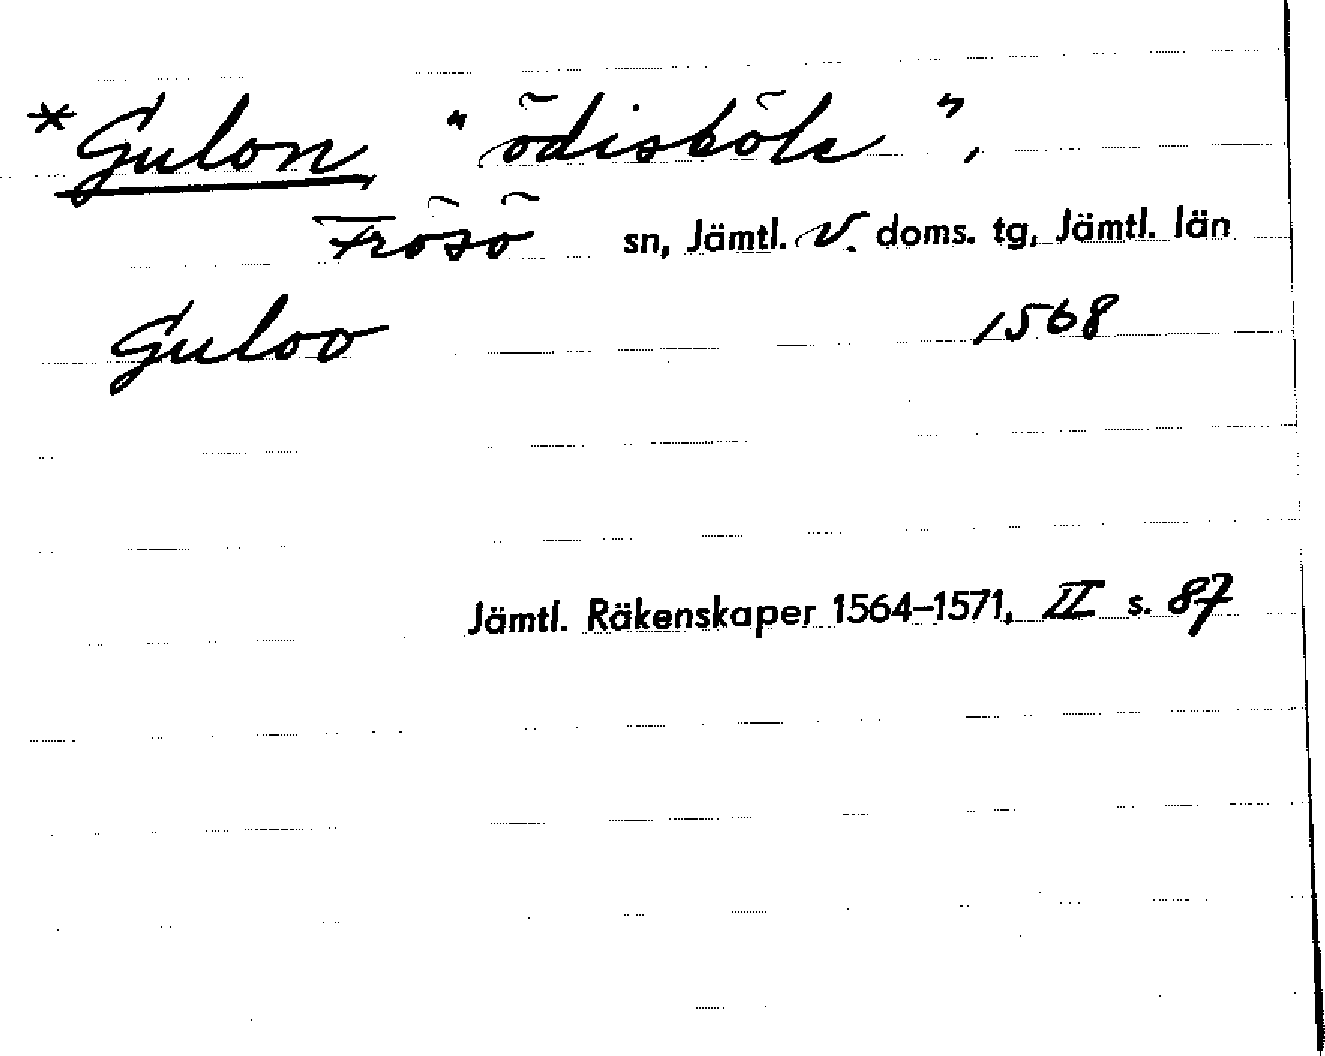 *Gulon "ödisböle",
Frösö sn, Jämtl. V. doms. tg, Jämtl. län
Guloo 1568
Jämtl. Räkenskaper 1564–1571, II s. 87